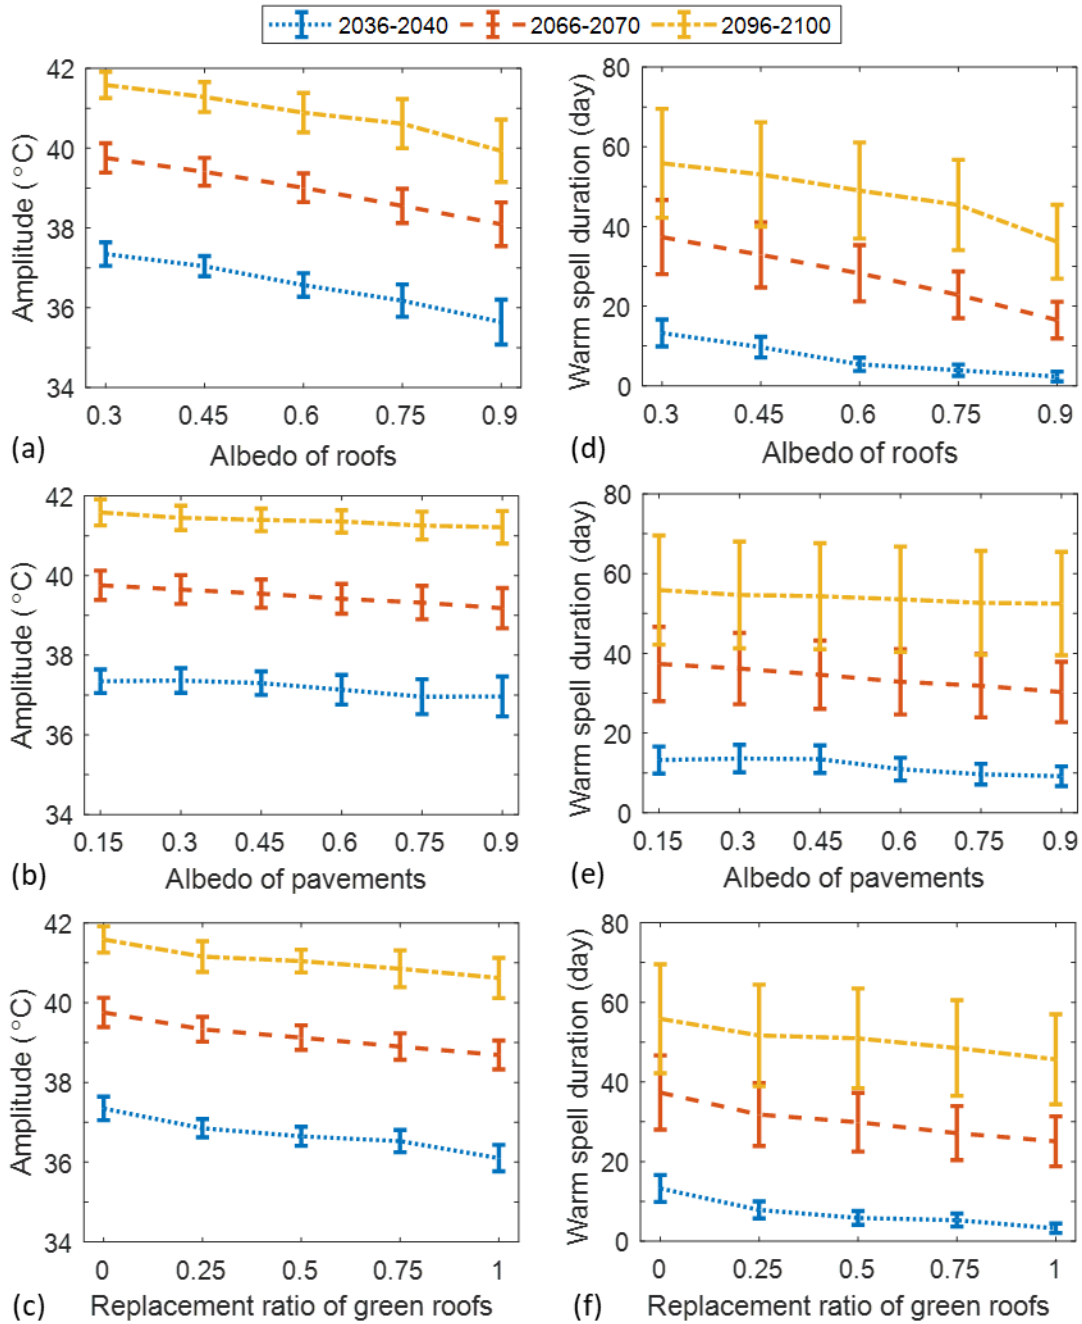 2036-2040 2066-2070 2096-2100
42
40
38
36
34
Amplitude (°C)
0.3 0.45 0.6 0.75 0.9
(a) Albedo of roofs
80
60
40
20
0
Warm spell duration (day)
0.3 0.45 0.6 0.75 0.9
(d) Albedo of roofs
42
40
38
36
34
Amplitude (°C)
0.15 0.3 0.45 0.6 0.75 0.9
(b) Albedo of pavements
80
60
40
20
0
Warm spell duration (day)
0.15 0.3 0.45 0.6 0.75 0.9
(e) Albedo of pavements
42
40
38
36
34
Amplitude (°C)
0 0.25 0.5 0.75 1
(c) Replacement ratio of green roofs
80
60
40
20
0
Warm spell duration (day)
0 0.25 0.5 0.75 1
(f) Replacement ratio of green roofs